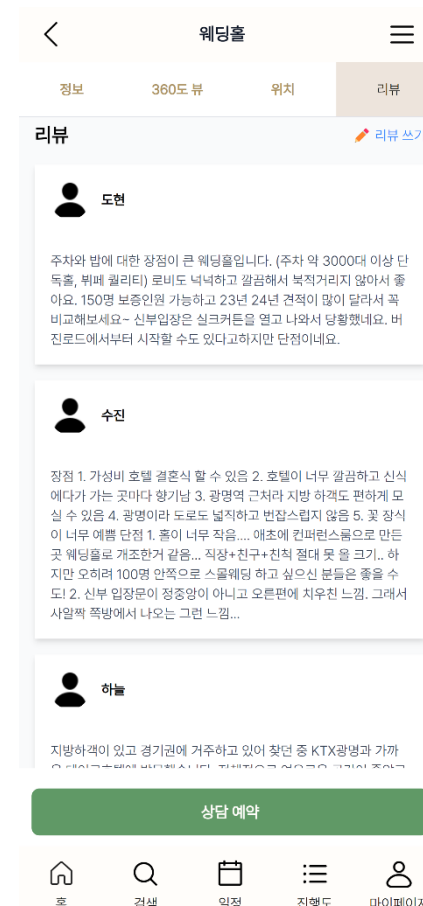 웨딩홀
정보 360도 뷰 위치 리뷰
리뷰
리뷰 쓰기
도현
주차와 밥에 대한 장점이 큰 웨딩홀입니다. (주차 약 3000대 이상 단
독홀, 뷔페 퀄리티) 로비도 넉넉하고 깔끔해서 북적거리지 않아서 좋
아요. 150명 보증인원 가능하고 23년 24년 견적이 많이 달라서 꼭
비교해보세요~ 신부입장은 실크커튼을 열고 나와서 당황했네요. 버
진로드에서부터 시작할 수도 있다고하지만 단점이네요.
수진
장점 1. 가성비 호텔 결혼식 할 수 있음 2. 호텔이 너무 깔끔하고 신식
에다가 가는 곳마다 향기남 3. 광명역 근처라 지방 하객도 편하게 모
실 수 있음 4. 광명이라 도로도 넓직하고 번잡스럽지 않음 5. 꽃 장식
이 너무 예쁨 단점 1. 홀이 너무 작음.... 애초에 컨퍼런스룸으로 만든
곳 웨딩홀로 개조한거 같음... 직장+친구+친척 절대 못 올 크기.. 하
지만 오히려 100명 안쪽으로 스몰웨딩 하고 싶으신 분들은 좋을 수
도! 2. 신부 입장문이 정중앙이 아니고 오른편에 치우친 느낌. 그래서
사알짝 쪽방에서 나오는 그런 느낌...
하늘
지방하객이 있고 경기권에 거주하고 있어 찾던 중 KTX광명과 가까
상담 예약
홈 검색 일정 진행도 마이페이지